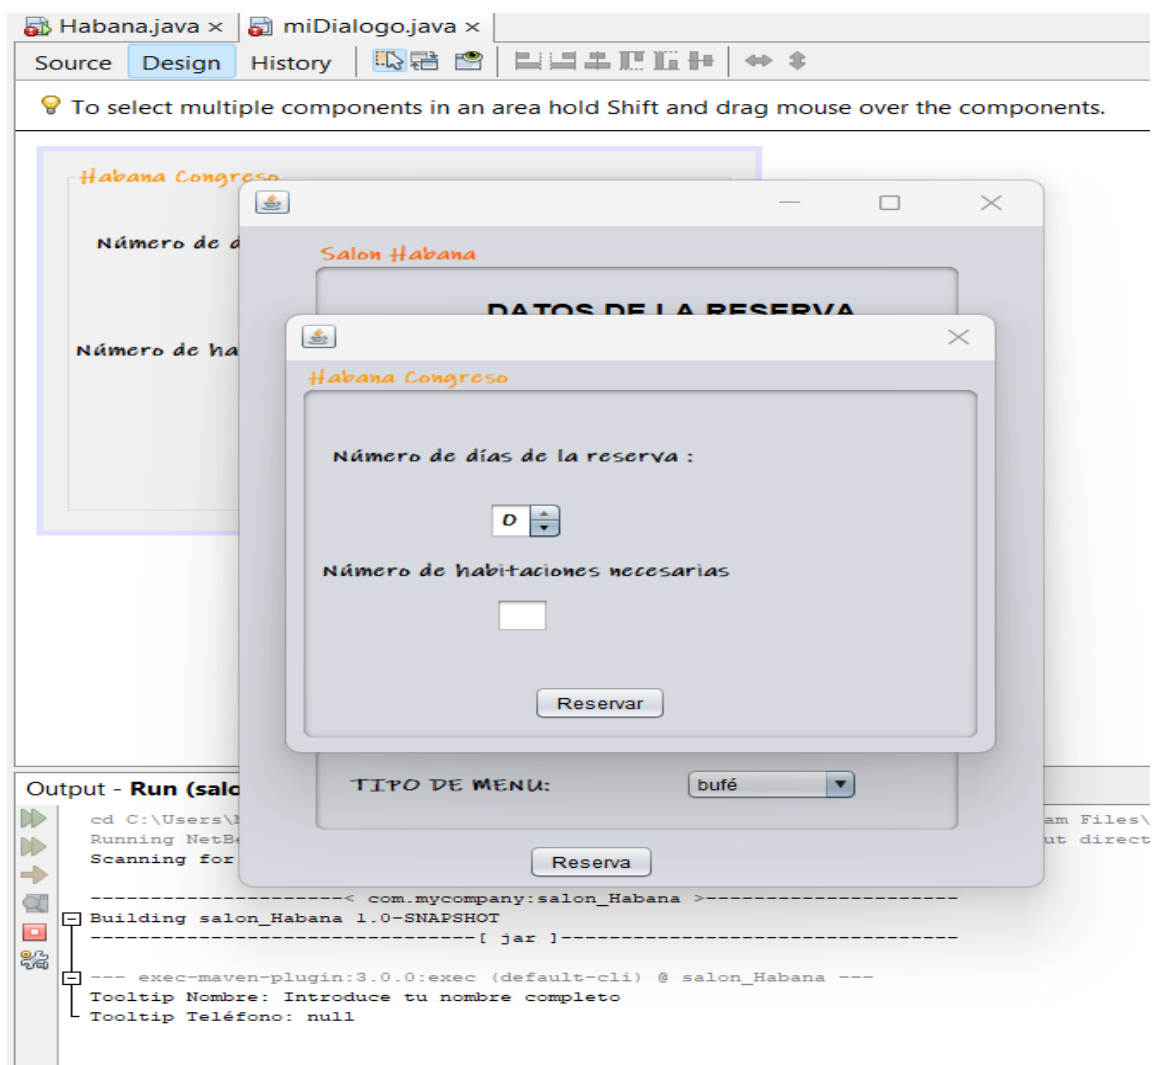 Habana.java × miDialogo.java ×
Source Design History
To select multiple components in an area hold Shift and drag mouse over the components.
Habana Congreso
Número de d
Número de ha
Salon Habana
DATOS DE LA RESERVA
Habana Congreso
Número de días de la reserva :
0
Número de habitaciones necesarias
Reservar
TIPO DE MENU: bufé
Reserva
Output - Run (salo
cd C:\Users\ am Files\
Running NetBe ut direct
Scanning for
--------------------< com.mycompany:salon_Habana >--------------------
Building salon_Habana 1.0-SNAPSHOT
--------------------------------[ jar ]---------------------------------
--- exec-maven-plugin:3.0.0:exec (default-cli) @ salon_Habana ---
Tooltip Nombre: Introduce tu nombre completo
Tooltip Teléfono: null